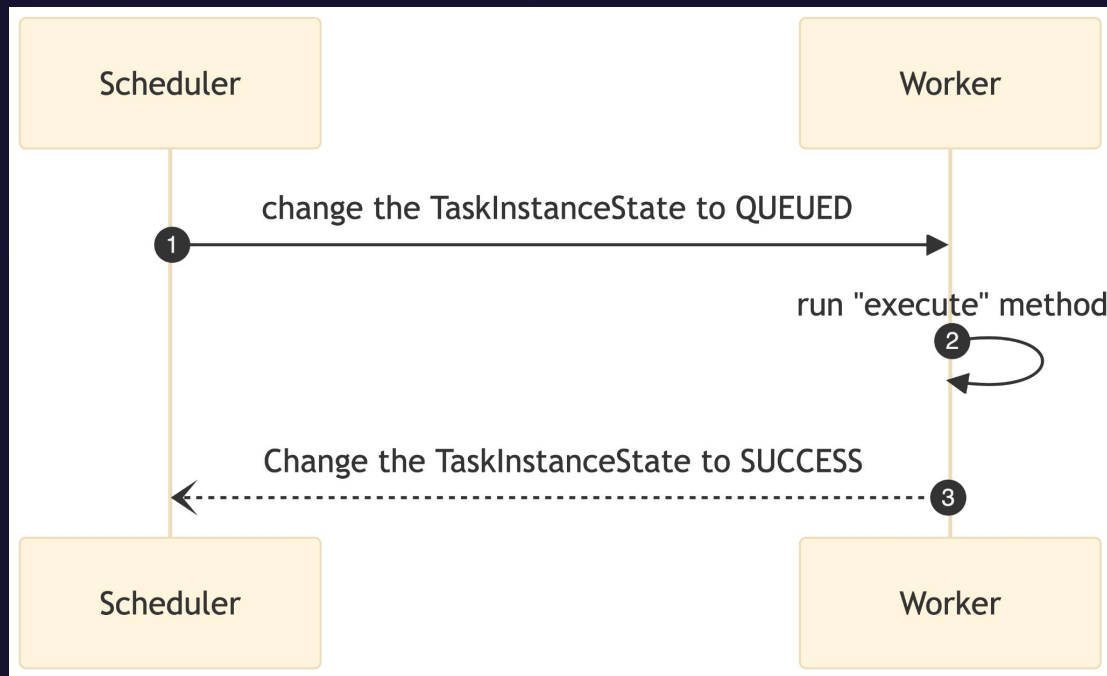 Scheduler
Worker
change the TaskInstanceState to QUEUED
1
run "execute" method
2
Change the TaskInstanceState to SUCCESS
3
Scheduler
Worker